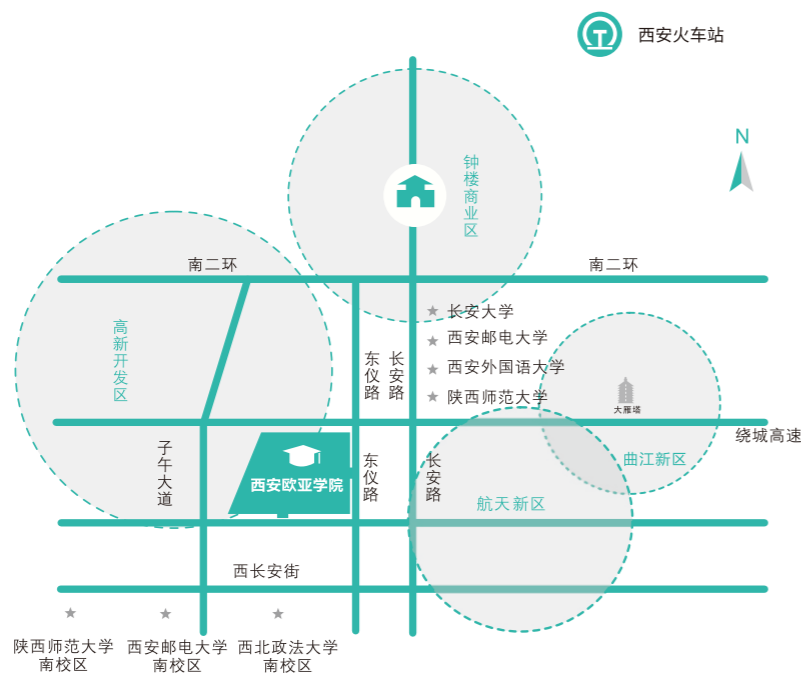 西安火车站
N
钟楼商业区
南二环
南二环
高新开发区
长安大学
西安邮电大学
西安外国语大学
陕西师范大学
东仪路
长安路
大雁塔
绕城高速
曲江新区
子午大道
西安欧亚学院
东仪路
长安路
航天新区
西长安街
陕西师范大学
南校区
西安邮电大学
南校区
西北政法大学
南校区